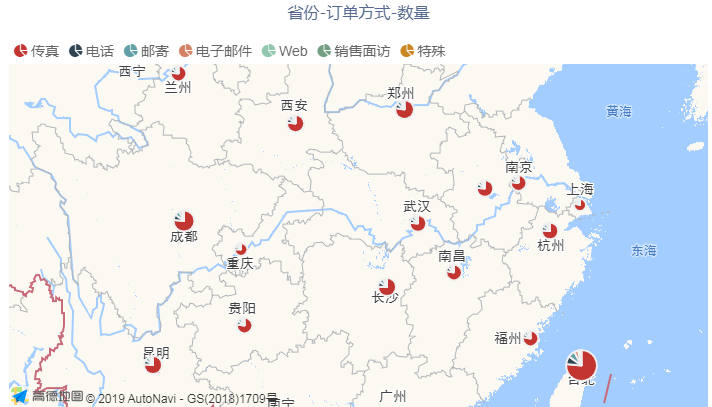 省份-订单方式-数量
传真 电话 邮寄 电子邮件 Web 销售面访 特殊
西宁
兰州
西安
郑州
黄海
南京
上海
武汉
成都
杭州
东海
重庆
南昌
长沙
贵阳
福州
昆明
台北
广州
南宁
高德地图 © 2019 AutoNavi - GS(2018)1709号